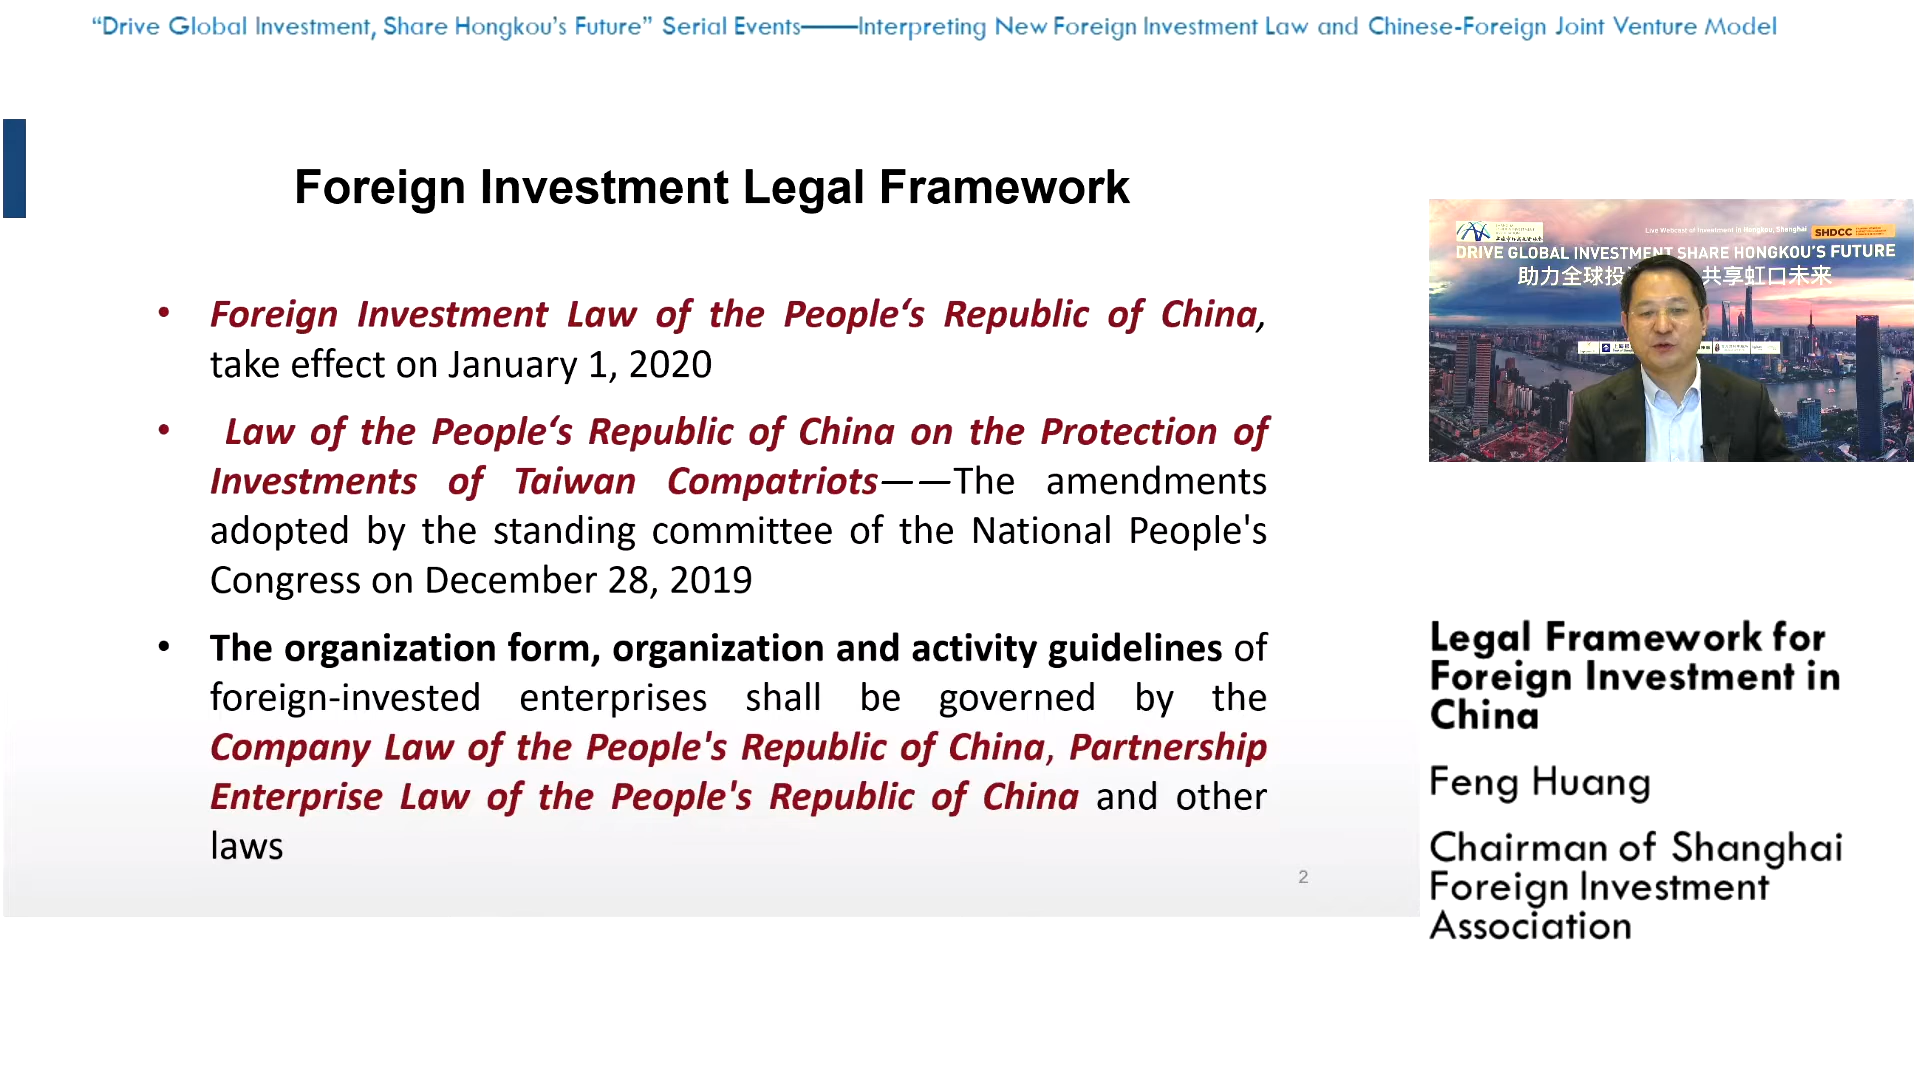 “Drive Global Investment, Share Hongkou’s Future” Serial Events——Interpreting New Foreign Investment Law and Chinese-Foreign Joint Venture Model
Foreign Investment Legal Framework
• Foreign Investment Law of the People‘s Republic of China,
take effect on January 1, 2020
• Law of the People‘s Republic of China on the Protection of
Investments of Taiwan Compatriots——The amendments
adopted by the standing committee of the National People's
Congress on December 28, 2019
• The organization form, organization and activity guidelines of
foreign-invested enterprises shall be governed by the
Company Law of the People's Republic of China, Partnership
Enterprise Law of the People's Republic of China and other
laws
2
Live Webcast of Investment in Hongkou, Shanghai
SHDCC
DRIVE GLOBAL INVESTMENT SHARE HONGKOU'S FUTURE
助力全球投 共享虹口未来
Legal Framework for
Foreign Investment in
China
Feng Huang
Chairman of Shanghai
Foreign Investment
Association